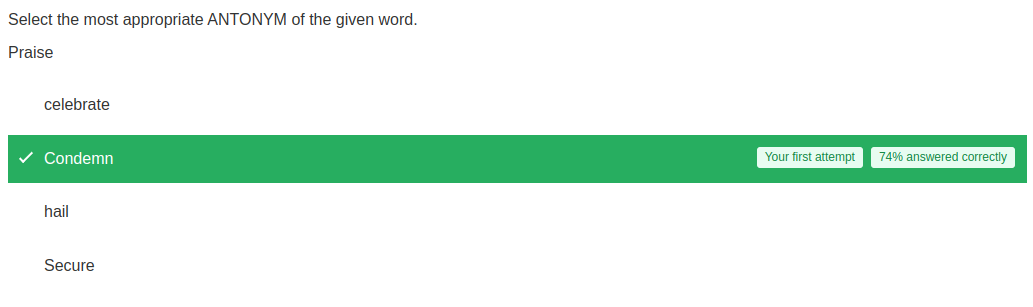 Select the most appropriate ANTONYM of the given word.
Praise
celebrate
Condemn Your first attempt 74% answered correctly
hail
Secure